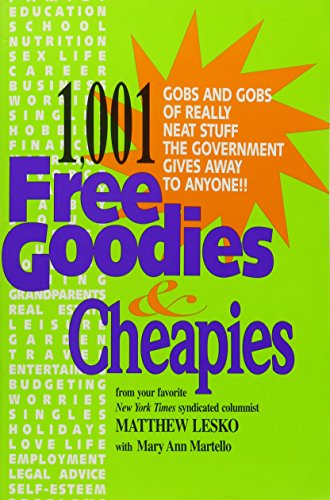 EDUCATION
SCHOOL
NUTRITION
SEX LIFE
CAREER
1,001
GOBS AND GOBS
OF REALLY
NEAT STUFF
THE GOVERNMENT
GIVES AWAY
TO ANYONE!!
Free
Goodies
& Cheapies
GRANDPARENTS
REAL
LEISURE
GARDEN
TRAVEL
BUDGETING
WORRIES
SINGLES
HOLIDAYS
LOVE LIFE
EMPLOYMENT
LEGAL ADVICE
SELF-ESTEEM
from your favorite
New York Times syndicated columnist
MATTHEW LESKO
with Mary Ann Martello